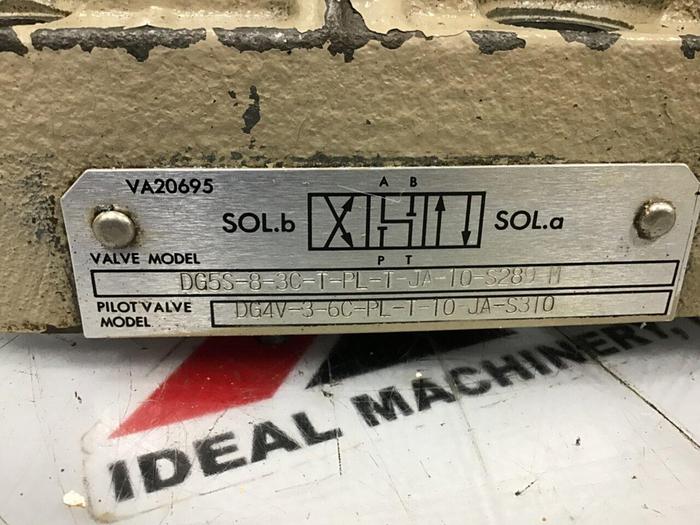 VA20695
A B
SOL.b
SOL.a
P T
VALVE MODEL
DG5S-8-3C-T-PL-T-JA-10-S289 M
PILOT VALVE MODEL
DG4V-3-6C-PL-T-10-JA-S310
IDEAL MACHINERY,